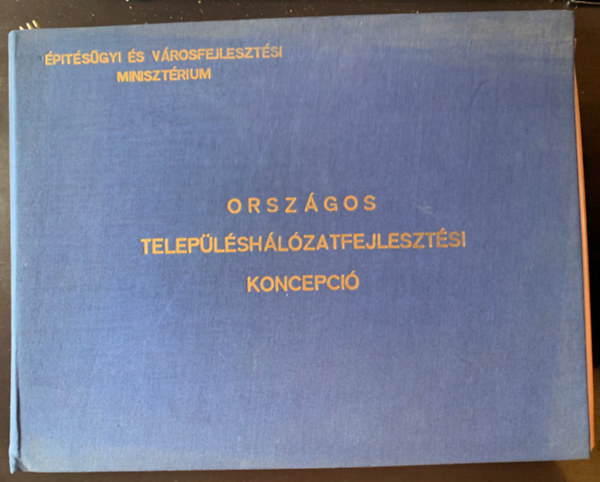 ÉPITÉSÜGYI ÉS VÁROSFEJLESZTÉSI
MINISZTÉRIUM
ORSZÁGOS
TELEPÜLÉSHÁLÓZATFEJLESZTÉSI
KONCEPCIÓ